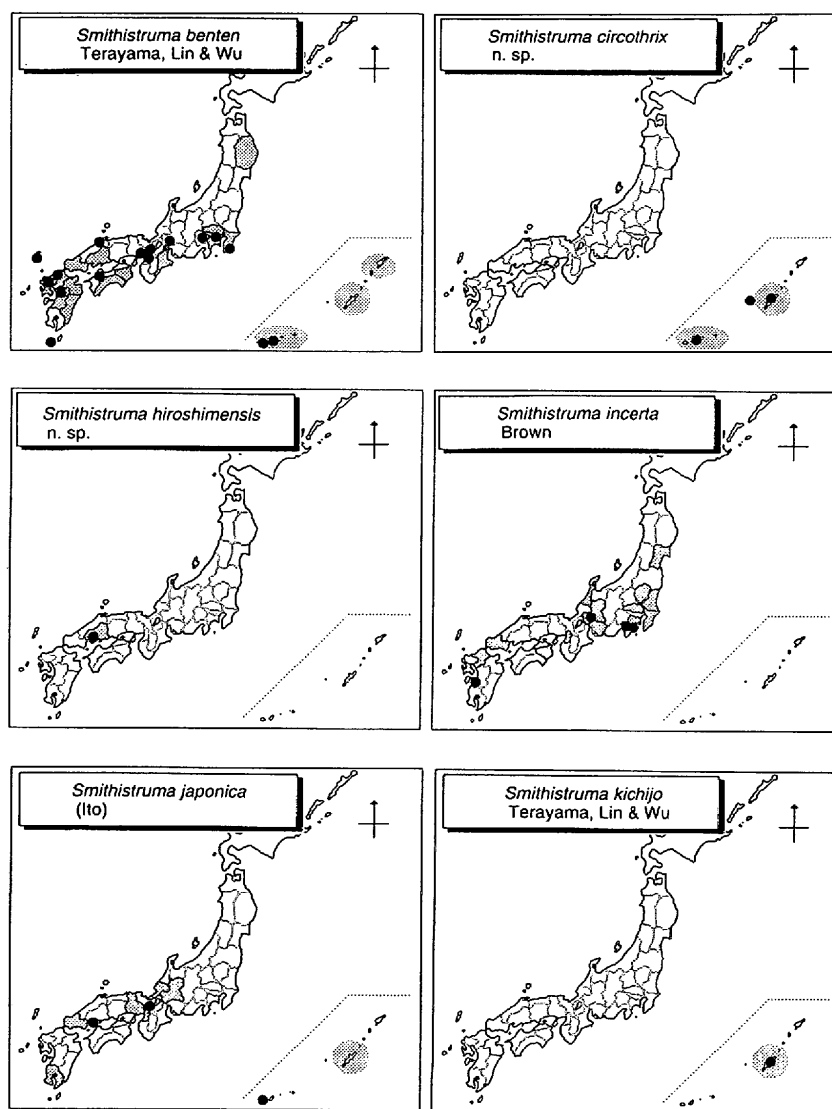 Smithistruma benten
Terayama, Lin & Wu
Smithistruma circothrix
n. sp.
Smithistruma hiroshimensis
n. sp.
Smithistruma incerta
Brown
Smithistruma japonica
(Ito)
Smithistruma kichijo
Terayama, Lin & Wu